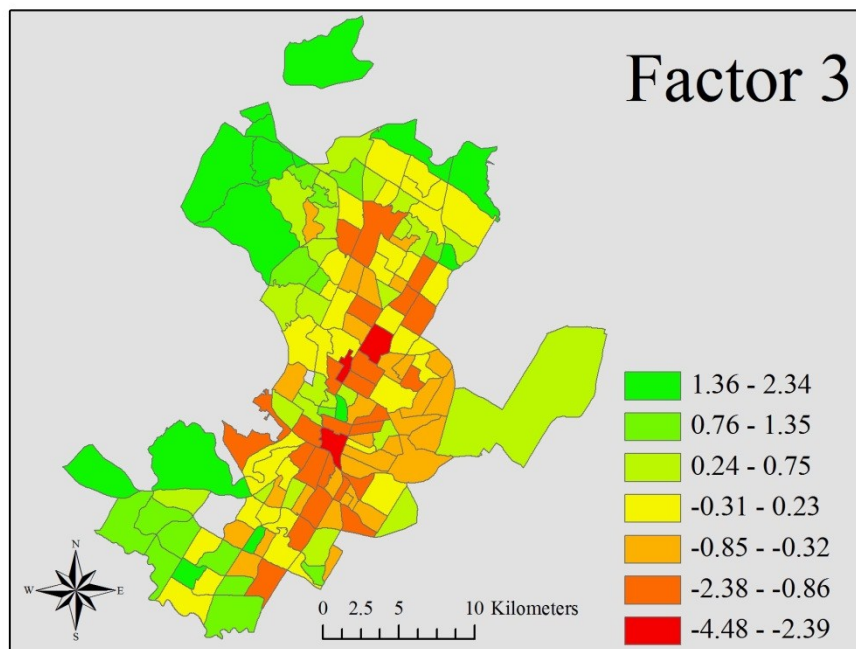 Factor 3
1.36 - 2.34
0.76 - 1.35
0.24 - 0.75
-0.31 - 0.23
-0.85 - -0.32
-2.38 - -0.86
-4.48 - -2.39
N
W E
S
0 2.5 5 10 Kilometers